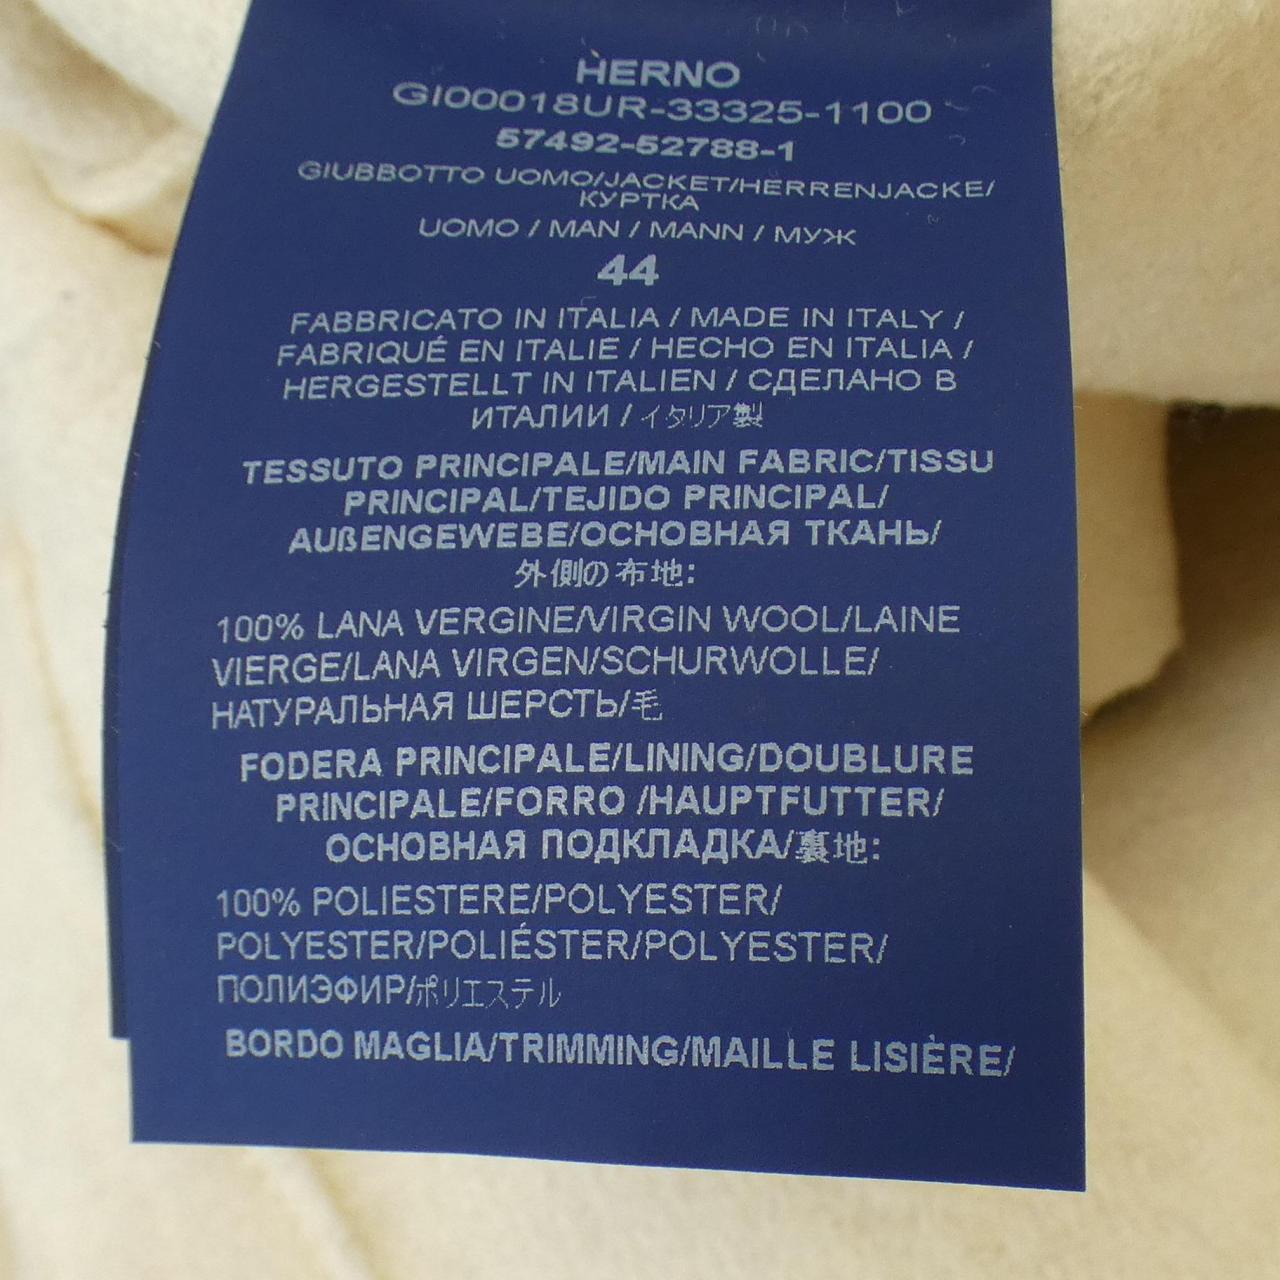 HERNO
GI00018UR-33325-1100
57492-52788-1
GIUBBOTTO UOMO/JACKET/HERRENJACKE/
КУРТКА
UOMO / MAN / MANN / МУЖ
44
FABBRICATO IN ITALIA / MADE IN ITALY /
FABRIQUÉ EN ITALIE / HECHO EN ITALIA /
HERGESTELLT IN ITALIEN / СДЕЛАНО В
ИТАЛИИ / イタリア製
TESSUTO PRINCIPALE/MAIN FABRIC/TISSU
PRINCIPAL/TEJIDO PRINCIPAL/
AUßENGEWEBE/ОСНОВНАЯ ТКАНЬ/
外側の布地:
100% LANA VERGINE/VIRGIN WOOL/LAINE
VIERGE/LANA VIRGEN/SCHURWOLLE/
НАТУРАЛЬНАЯ ШЕРСТЬ/毛
FODERA PRINCIPALE/LINING/DOUBLURE
PRINCIPALE/FORRO /HAUPTFUTTER/
ОСНОВНАЯ ПОДКЛАДКА/裏地:
100% POLIESTERE/POLYESTER/
POLYESTER/POLIÉSTER/POLYESTER/
ПОЛИЭФИР/ポリエステル
BORDO MAGLIA/TRIMMING/MAILLE LISIÈRE/